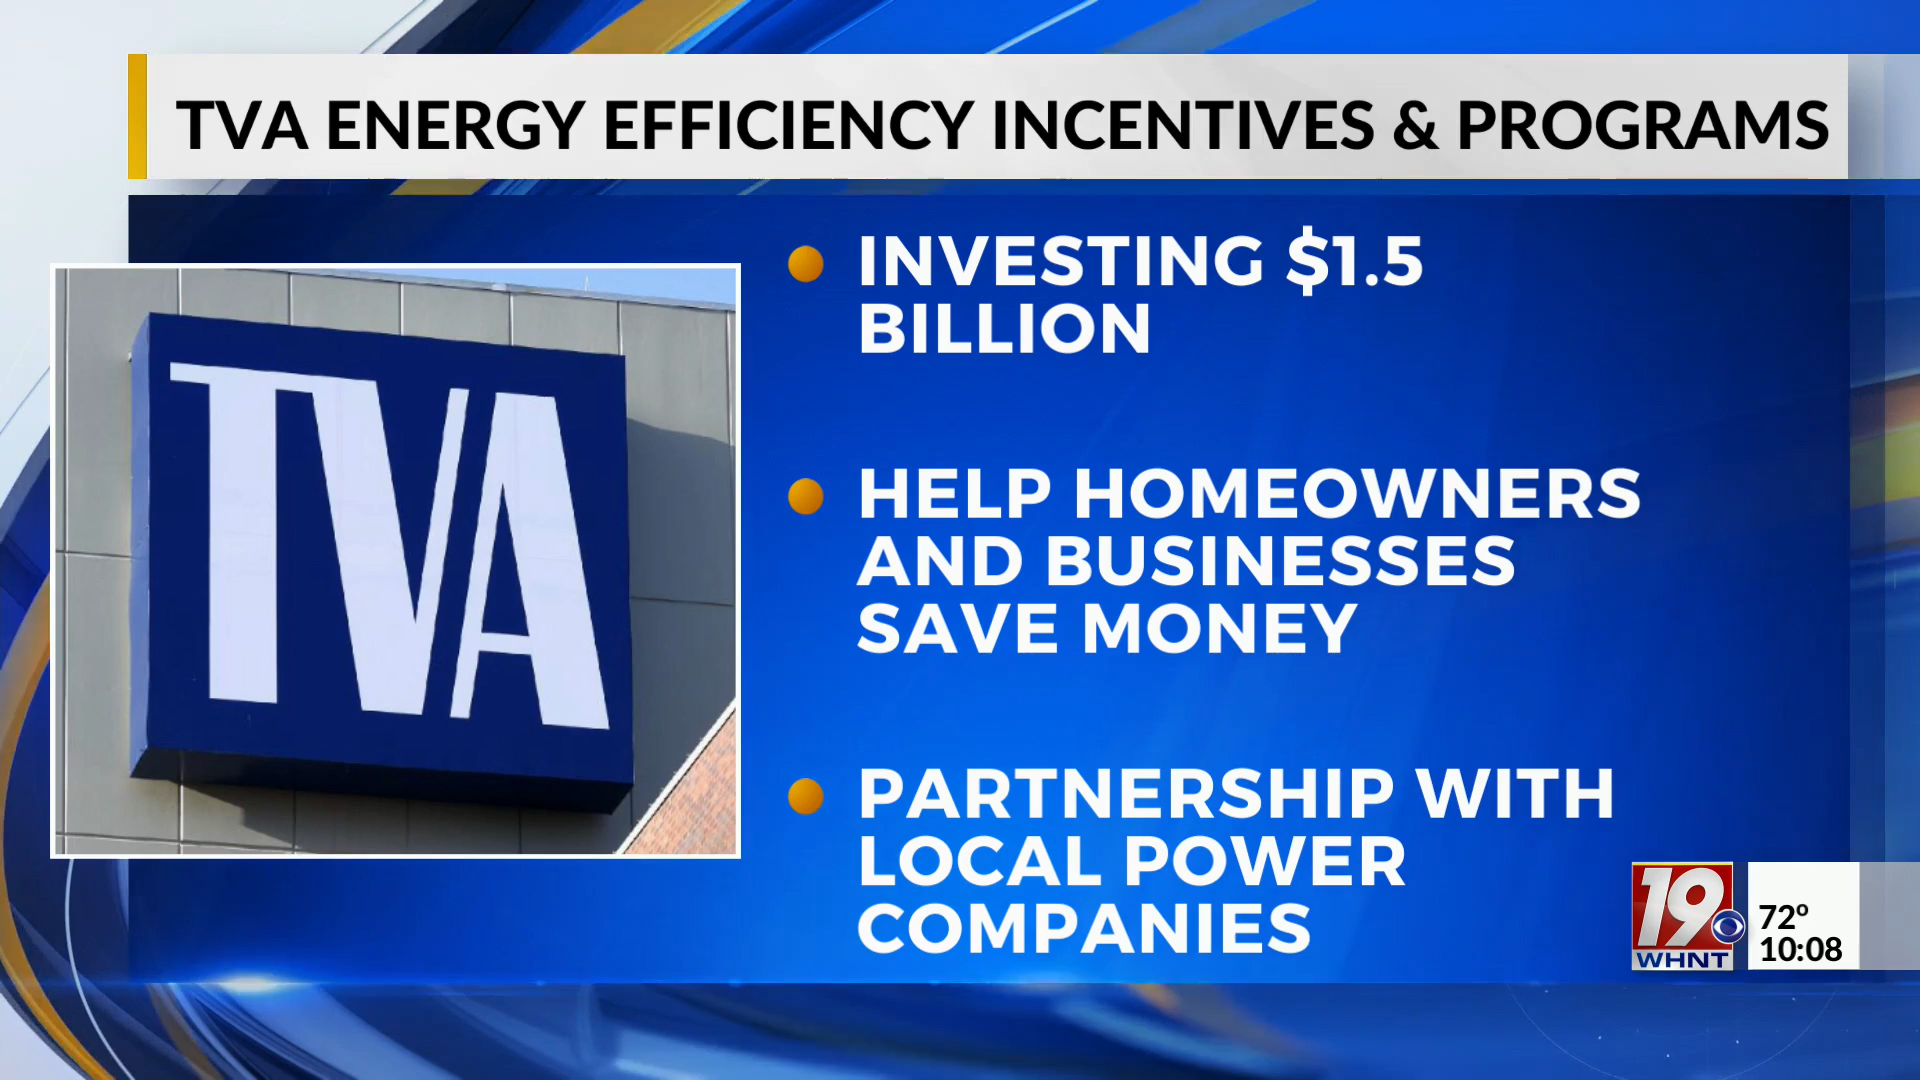 TVA ENERGY EFFICIENCY INCENTIVES & PROGRAMS
TVA
INVESTING $1.5
BILLION
HELP HOMEOWNERS
AND BUSINESSES
SAVE MONEY
PARTNERSHIP WITH
LOCAL POWER
COMPANIES
19
WHNT
72º
10:08